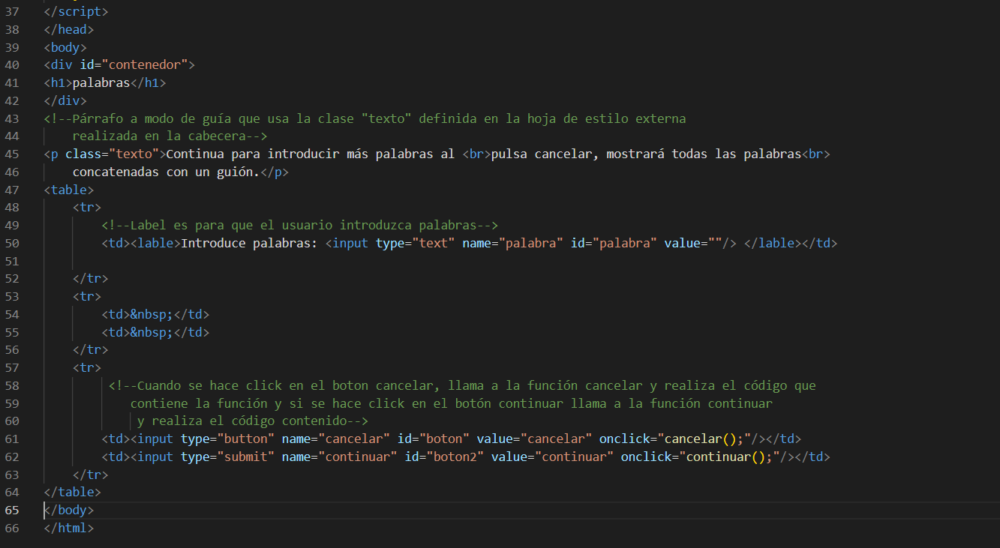 37 </script>
38 </head>
39 <body>
40 <div id="contenedor">
41 <h1>palabras</h1>
42 </div>
43 <!--Párrafo a modo de guía que usa la clase "texto" definida en la hoja de estilo externa
44 realizada en la cabecera-->
45 <p class="texto">Continua para introducir más palabras al <br>pulsa cancelar, mostrará todas las palabras<br>
46 concatenadas con un guión.</p>
47 <table>
48 <tr>
49 <!--Label es para que el usuario introduzca palabras-->
50 <td><lable>Introduce palabras: <input type="text" name="palabra" id="palabra" value=""/> </lable></td>
51
52 </tr>
53 <tr>
54 <td>&nbsp;</td>
55 <td>&nbsp;</td>
56 </tr>
57 <tr>
58 <!--Cuando se hace click en el boton cancelar, llama a la función cancelar y realiza el código que
59 contiene la función y si se hace click en el botón continuar llama a la función continuar
60 y realiza el código contenido-->
61 <td><input type="button" name="cancelar" id="boton" value="cancelar" onclick="cancelar();"/></td>
62 <td><input type="submit" name="continuar" id="boton2" value="continuar" onclick="continuar();"/></td>
63 </tr>
64 </table>
65 </body>
66 </html>